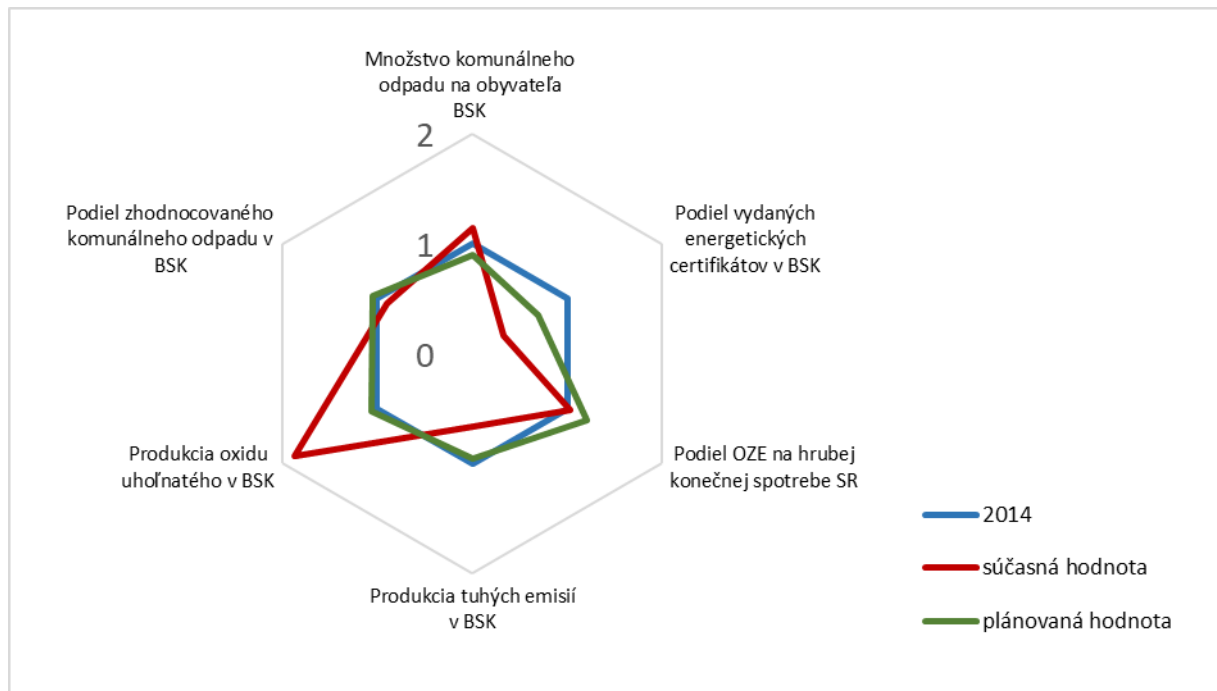 Množstvo komunálneho
odpadu na obyvateľa
BSK
2
Podiel zhodnocovaného
komunálneho odpadu v
BSK
Podiel vydaných
energetických
certifikátov v BSK
1
0
Produkcia oxidu
uhoľnatého v BSK
Podiel OZE na hrubej
konečnej spotrebe SR
Produkcia tuhých emisií
v BSK
2014
súčasná hodnota
plánovaná hodnota